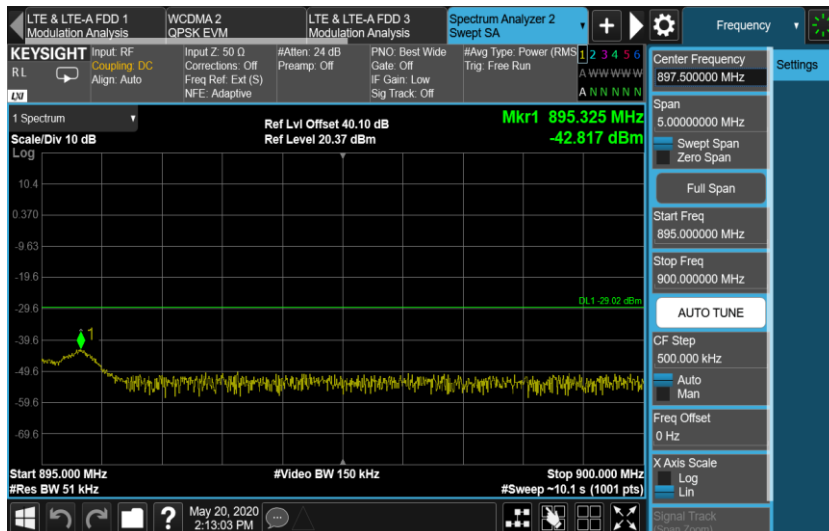 LTE & LTE-A FDD 1
Modulation Analysis
WCDMA 2
QPSK EVM
LTE & LTE-A FDD 3
Modulation Analysis
Spectrum Analyzer 2
Swept SA
Frequency
KEYSIGHT
RL
LXI
Input: RF
Coupling: DC
Align: Auto
Input Z: 50 Ω
Corrections: Off
Freq Ref: Ext (S)
NFE: Adaptive
#Atten: 24 dB
Preamp: Off
PNO: Best Wide
Gate: Off
IF Gain: Low
Sig Track: Off
#Avg Type: Power (RMS
Trig: Free Run
1 2 3 4 5 6
A W W W W W
A N N N N N
Center Frequency
897.500000 MHz
Settings
Span
5.00000000 MHz
Swept Span
Zero Span
Full Span
Start Freq
895.000000 MHz
Stop Freq
900.000000 MHz
AUTO TUNE
CF Step
500.000 kHz
Auto
Man
Freq Offset
0 Hz
X Axis Scale
Log
Lin
Signal Track
(Span Zoom)
1 Spectrum
Scale/Div 10 dB
Log
Ref Lvl Offset 40.10 dB
Ref Level 20.37 dBm
Mkr1 895.325 MHz
-42.817 dBm
10.4
0.370
-9.63
-19.6
-29.6
-39.6
-49.6
-59.6
-69.6
DL1 -29.02 dBm
1
Start 895.000 MHz
#Res BW 51 kHz
#Video BW 150 kHz
Stop 900.000 MHz
#Sweep ~10.1 s (1001 pts)
?
May 20, 2020
2:13:03 PM